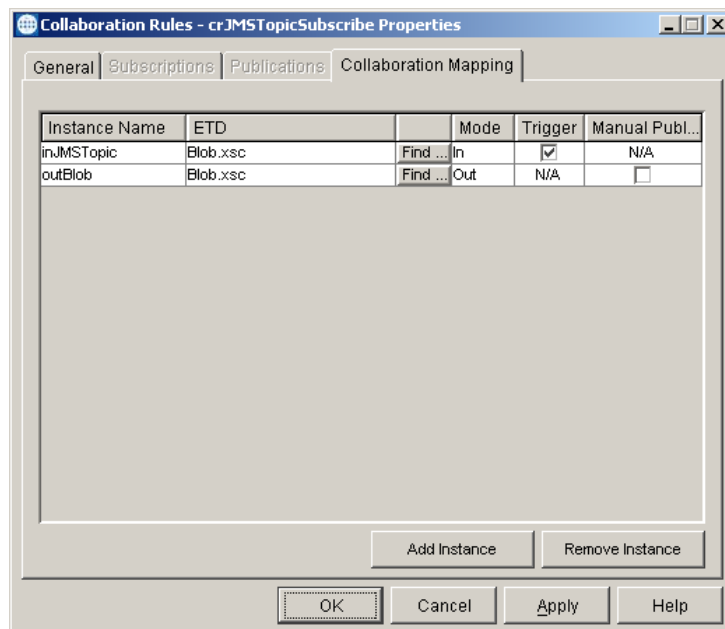 Collaboration Rules - crJMSTopicSubscribe Properties
General Subscriptions Publications Collaboration Mapping
Instance Name ETD Mode Trigger Manual Publ...
inJMSTopic Blob.xsc Find ... In N/A
outBlob Blob.xsc Find ... Out N/A
Add Instance Remove Instance
OK Cancel Apply Help